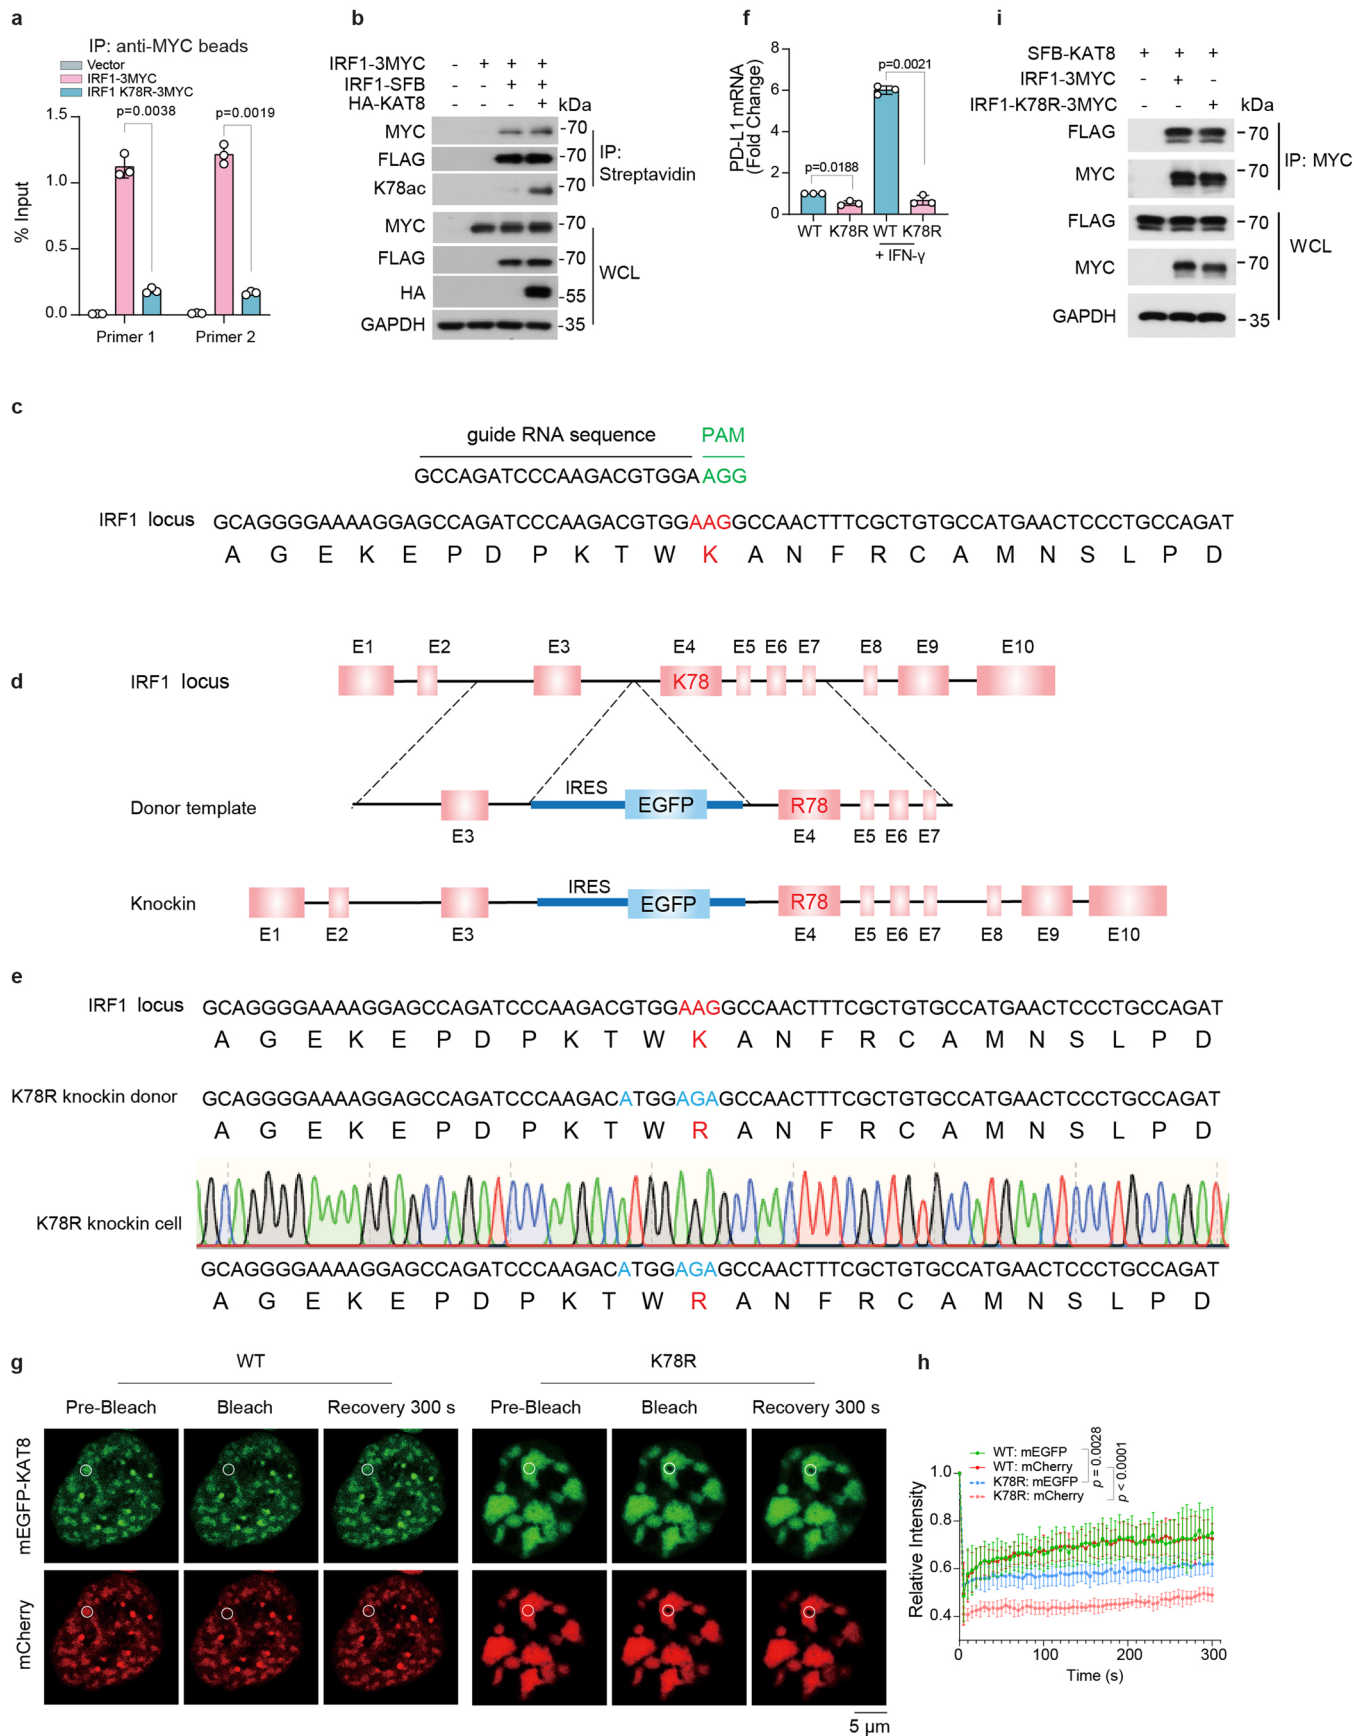 a
IP: anti-MYC beads
Vector
IRF1-3MYC
IRF1 K78R-3MYC
p=0.0038
p=0.0019
% Input
1.5
1.0
0.5
0.0
Primer 1
Primer 2
b
IRF1-3MYC - + + +
IRF1-SFB - - + +
HA-KAT8 - - - +
kDa
MYC -70
FLAG -70
K78ac -70
IP: Streptavidin
MYC -70
FLAG -70
HA -55
GAPDH -35
WCL
f
PD-L1 mRNA
(Fold Change)
8
6
4
2
0
p=0.0021
p=0.0188
WT K78R WT K78R
+ IFN-γ
i
SFB-KAT8 + + +
IRF1-3MYC - + -
IRF1-K78R-3MYC - - +
kDa
FLAG -70
MYC -70
IP: MYC
FLAG -70
MYC -70
GAPDH -35
WCL
c
guide RNA sequence PAM
GCCAGATCCCAAGACGTGGA AGG
IRF1 locus GCAGGGGAAAAGGAGCCAGATCCCAAGACGTGGAAGGCCAACTTTCGCTGTGCCATGAACTCCCTGCCAGAT
A G E K E P D P K T W K A N F R C A M N S L P D
d
E1 E2 E3 E4 E5 E6 E7 E8 E9 E10
IRF1 locus
K78
IRES
Donor template
EGFP
R78
E3 E4 E5 E6 E7
IRES
Knockin
EGFP
R78
E1 E2 E3 E4 E5 E6 E7 E8 E9 E10
e
IRF1 locus GCAGGGGAAAAGGAGCCAGATCCCAAGACGTGGAAGGCCAACTTTCGCTGTGCCATGAACTCCCTGCCAGAT
A G E K E P D P K T W K A N F R C A M N S L P D
K78R knockin donor GCAGGGGAAAAGGAGCCAGATCCCAAGACATGGAGAGCCAACTTTCGCTGTGCCATGAACTCCCTGCCAGAT
A G E K E P D P K T W R A N F R C A M N S L P D
K78R knockin cell
GCAGGGGAAAAGGAGCCAGATCCCAAGACATGGAGAGCCAACTTTCGCTGTGCCATGAACTCCCTGCCAGAT
A G E K E P D P K T W R A N F R C A M N S L P D
g
WT
K78R
Pre-Bleach Bleach Recovery 300 s
Pre-Bleach Bleach Recovery 300 s
mEGFP-KAT8
mCherry
5 µm
h
WT: mEGFP
WT: mCherry
K78R: mEGFP
K78R: mCherry
p = 0.0028
p < 0.0001
Relative Intensity
1.0
0.8
0.6
0.4
0 100 200 300
Time (s)